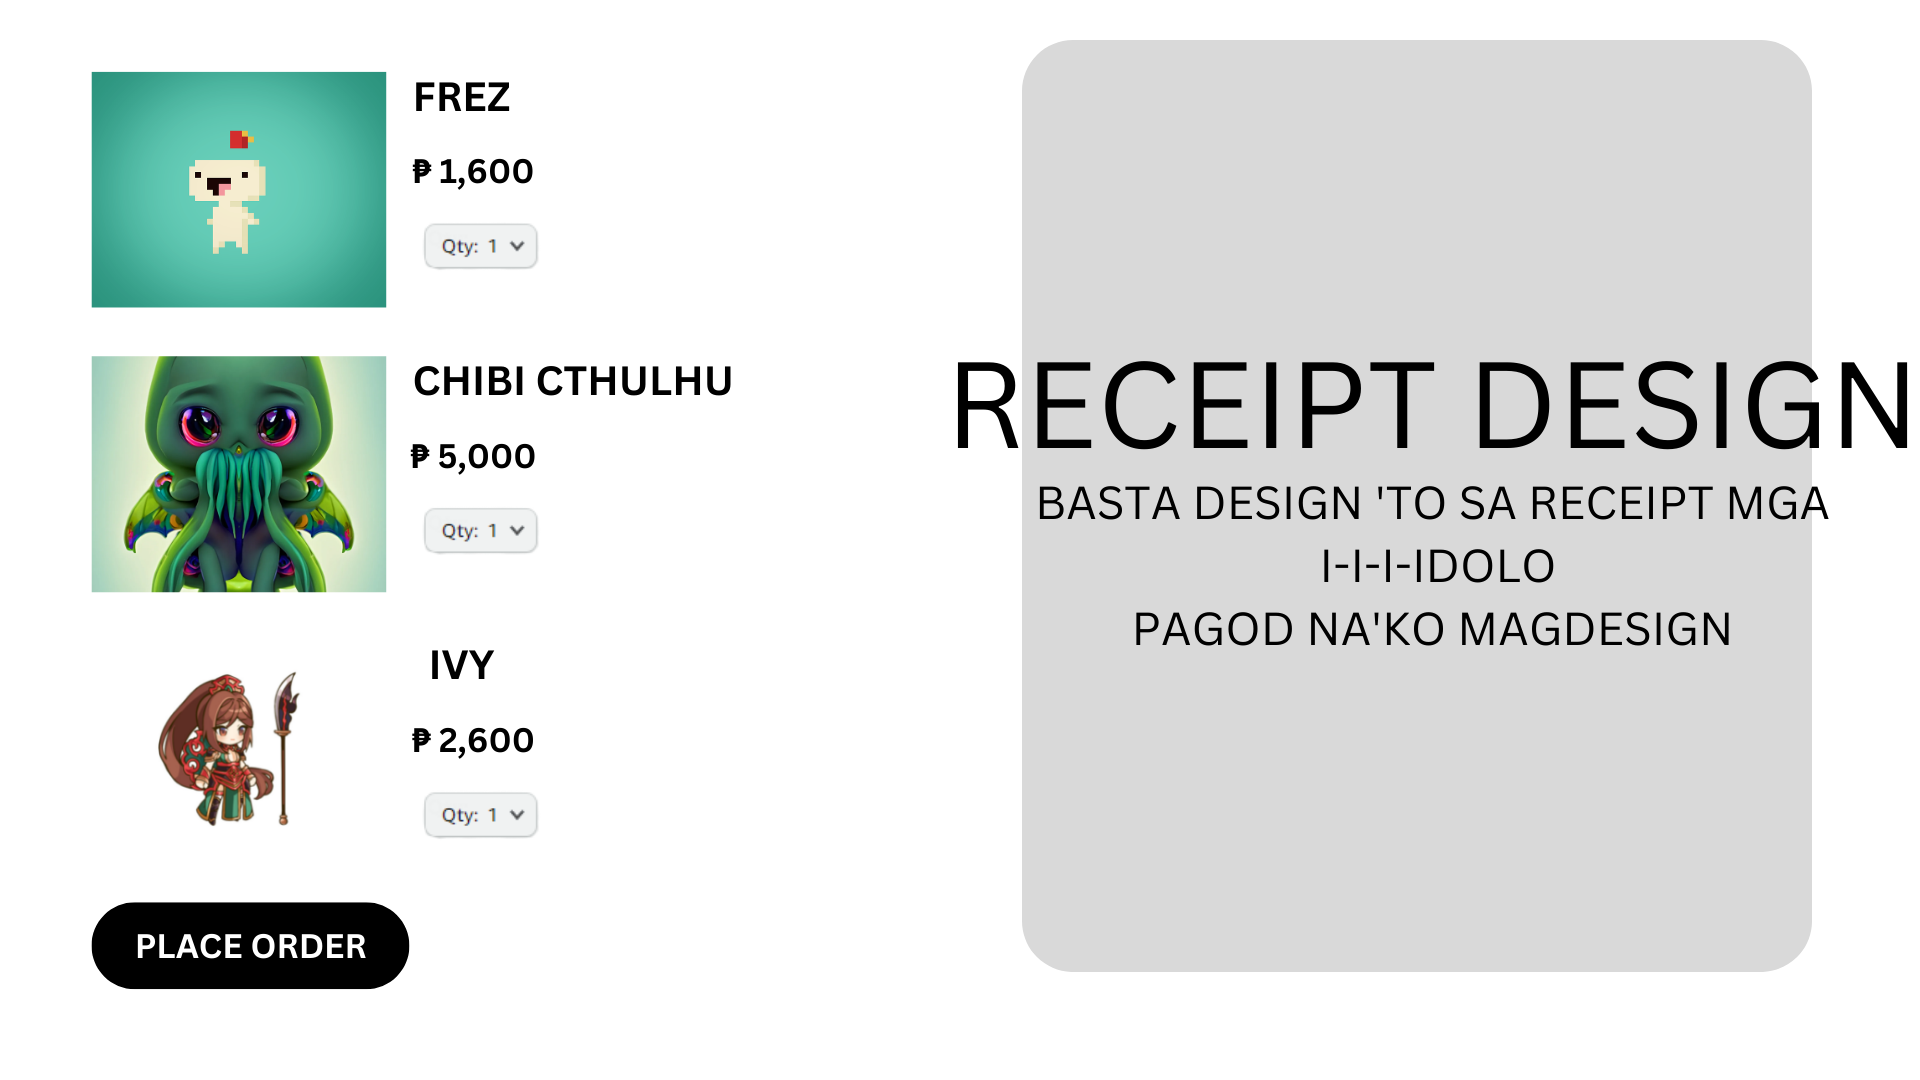 FREZ
₱ 1,600
Qty: 1
CHIBI CTHULHU
₱ 5,000
Qty: 1
IVY
₱ 2,600
Qty: 1
PLACE ORDER
RECEIPT DESIGN
BASTA DESIGN 'TO SA RECEIPT MGA
I-I-I-IDOLO
PAGOD NA'KO MAGDESIGN